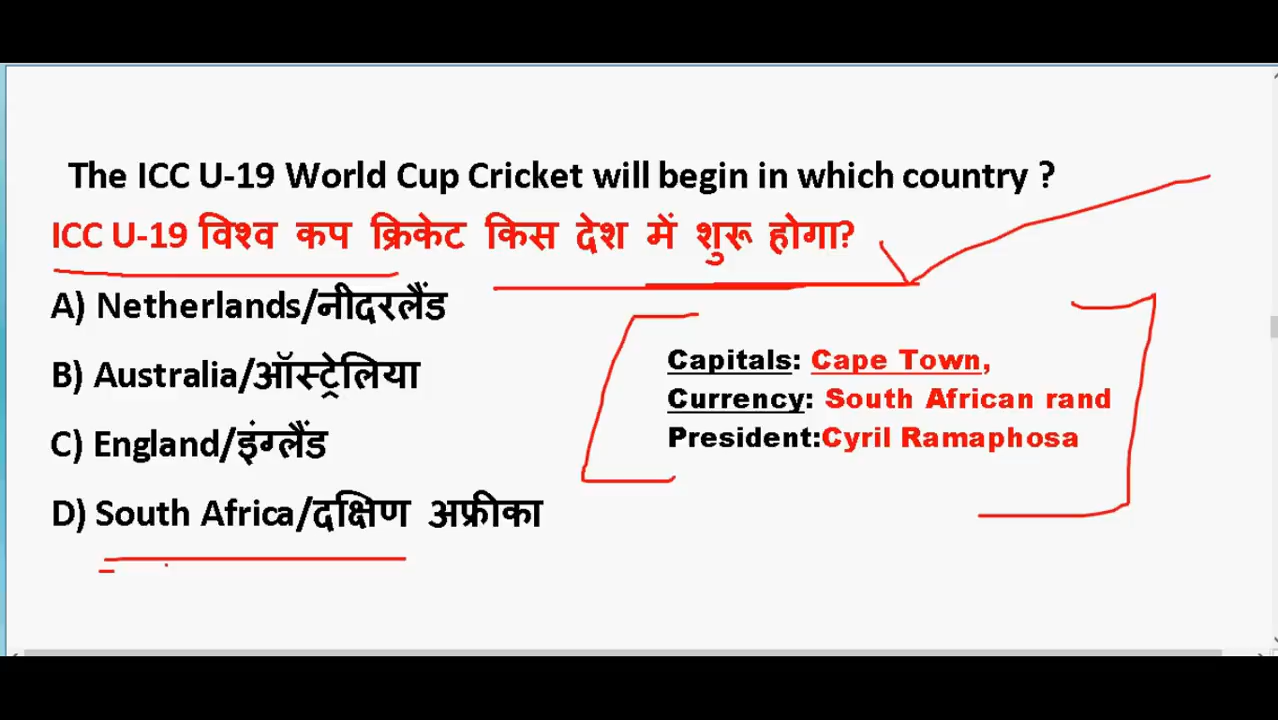 The ICC U-19 World Cup Cricket will begin in which country ?
ICC U-19 विश्व कप क्रिकेट किस देश में शुरू होगा?
A) Netherlands/नीदरलैंड
B) Australia/ऑस्ट्रेलिया
C) England/इंग्लैंड
D) South Africa/दक्षिण अफ्रीका
Capitals: Cape Town,
Currency: South African rand
President:Cyril Ramaphosa